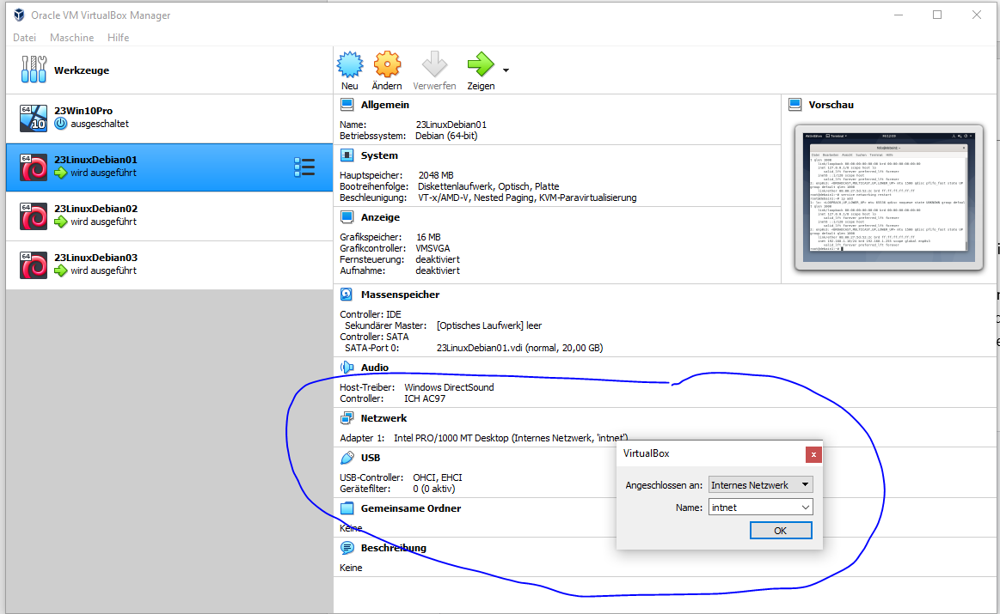 Oracle VM VirtualBox Manager
Datei Maschine Hilfe
Werkzeuge
Neu Ändern Verwerfen Zeigen
64 10 23Win10Pro
ausgeschaltet
64 23LinuxDebian01
wird ausgeführt
64 23LinuxDebian02
wird ausgeführt
64 23LinuxDebian03
wird ausgeführt
Allgemein
Name: 23LinuxDebian01
Betriebssystem: Debian (64-bit)
System
Hauptspeicher: 2048 MB
Bootreihenfolge: Diskettenlaufwerk, Optisch, Platte
Beschleunigung: VT-x/AMD-V, Nested Paging, KVM-Paravirtualisierung
Anzeige
Grafikspeicher: 16 MB
Grafikcontroller: VMSVGA
Fernsteuerung: deaktiviert
Aufnahme: deaktiviert
Vorschau
Massenspeicher
Controller: IDE
Sekundärer Master: [Optisches Laufwerk] leer
Controller: SATA
SATA-Port 0: 23LinuxDebian01.vdi (normal, 20,00 GB)
Audio
Host-Treiber: Windows DirectSound
Controller: ICH AC97
Netzwerk
Adapter 1: Intel PRO/1000 MT Desktop (Internes Netzwerk, 'intnet')
USB
USB-Controller: OHCI, EHCI
Gerätefilter: 0 (0 aktiv)
Gemeinsame Ordner
Keine
Beschreibung
Keine
VirtualBox
Angeschlossen an: Internes Netzwerk
Name: intnet
OK